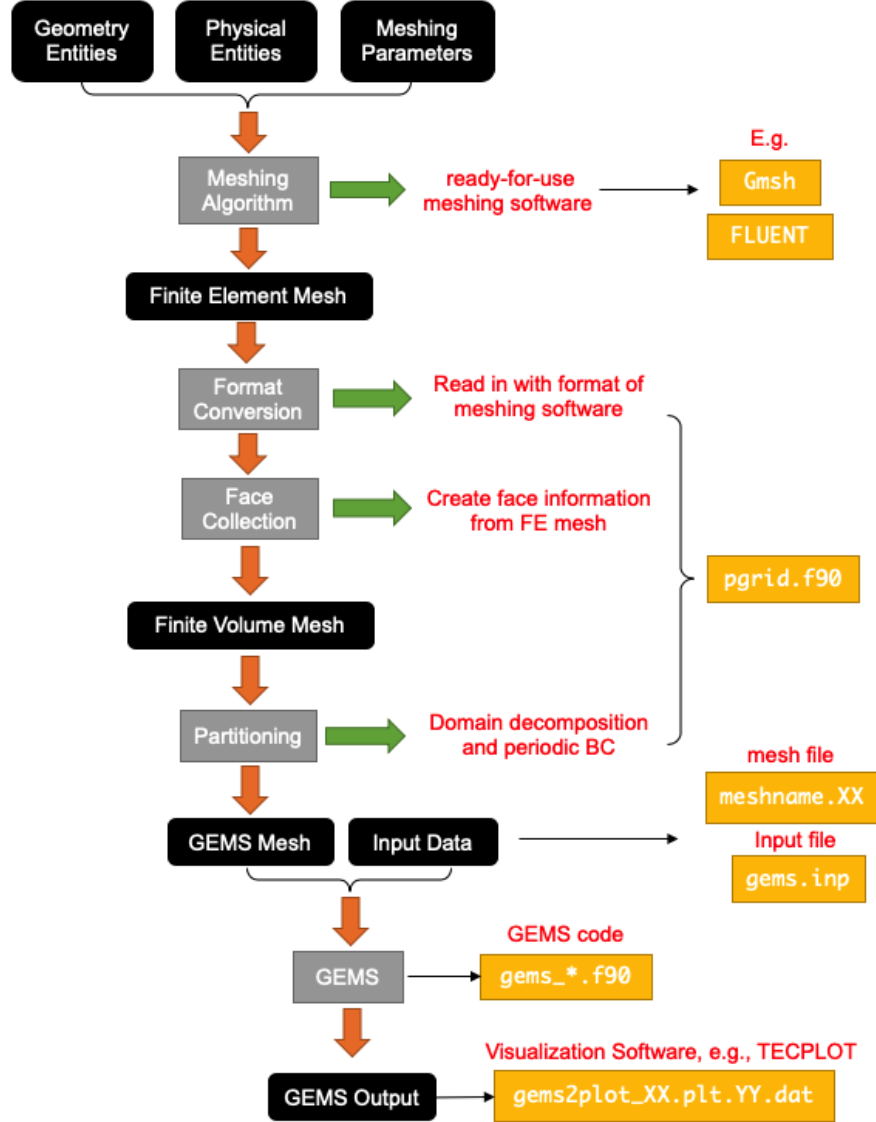 Geometry
Entities
Physical
Entities
Meshing
Parameters
Meshing
Algorithm
ready-for-use
meshing software
E.g.
Gmsh
FLUENT
Finite Element Mesh
Format
Conversion
Read in with format of
meshing software
Face
Collection
Create face information
from FE mesh
pgrid.f90
Finite Volume Mesh
Partitioning
Domain decomposition
and periodic BC
mesh file
meshname.XX
GEMS Mesh
Input Data
Input file
gems.inp
GEMS code
GEMS
gems_*.f90
Visualization Software, e.g., TECPLOT
GEMS Output
gems2plot_XX.plt.YY.dat